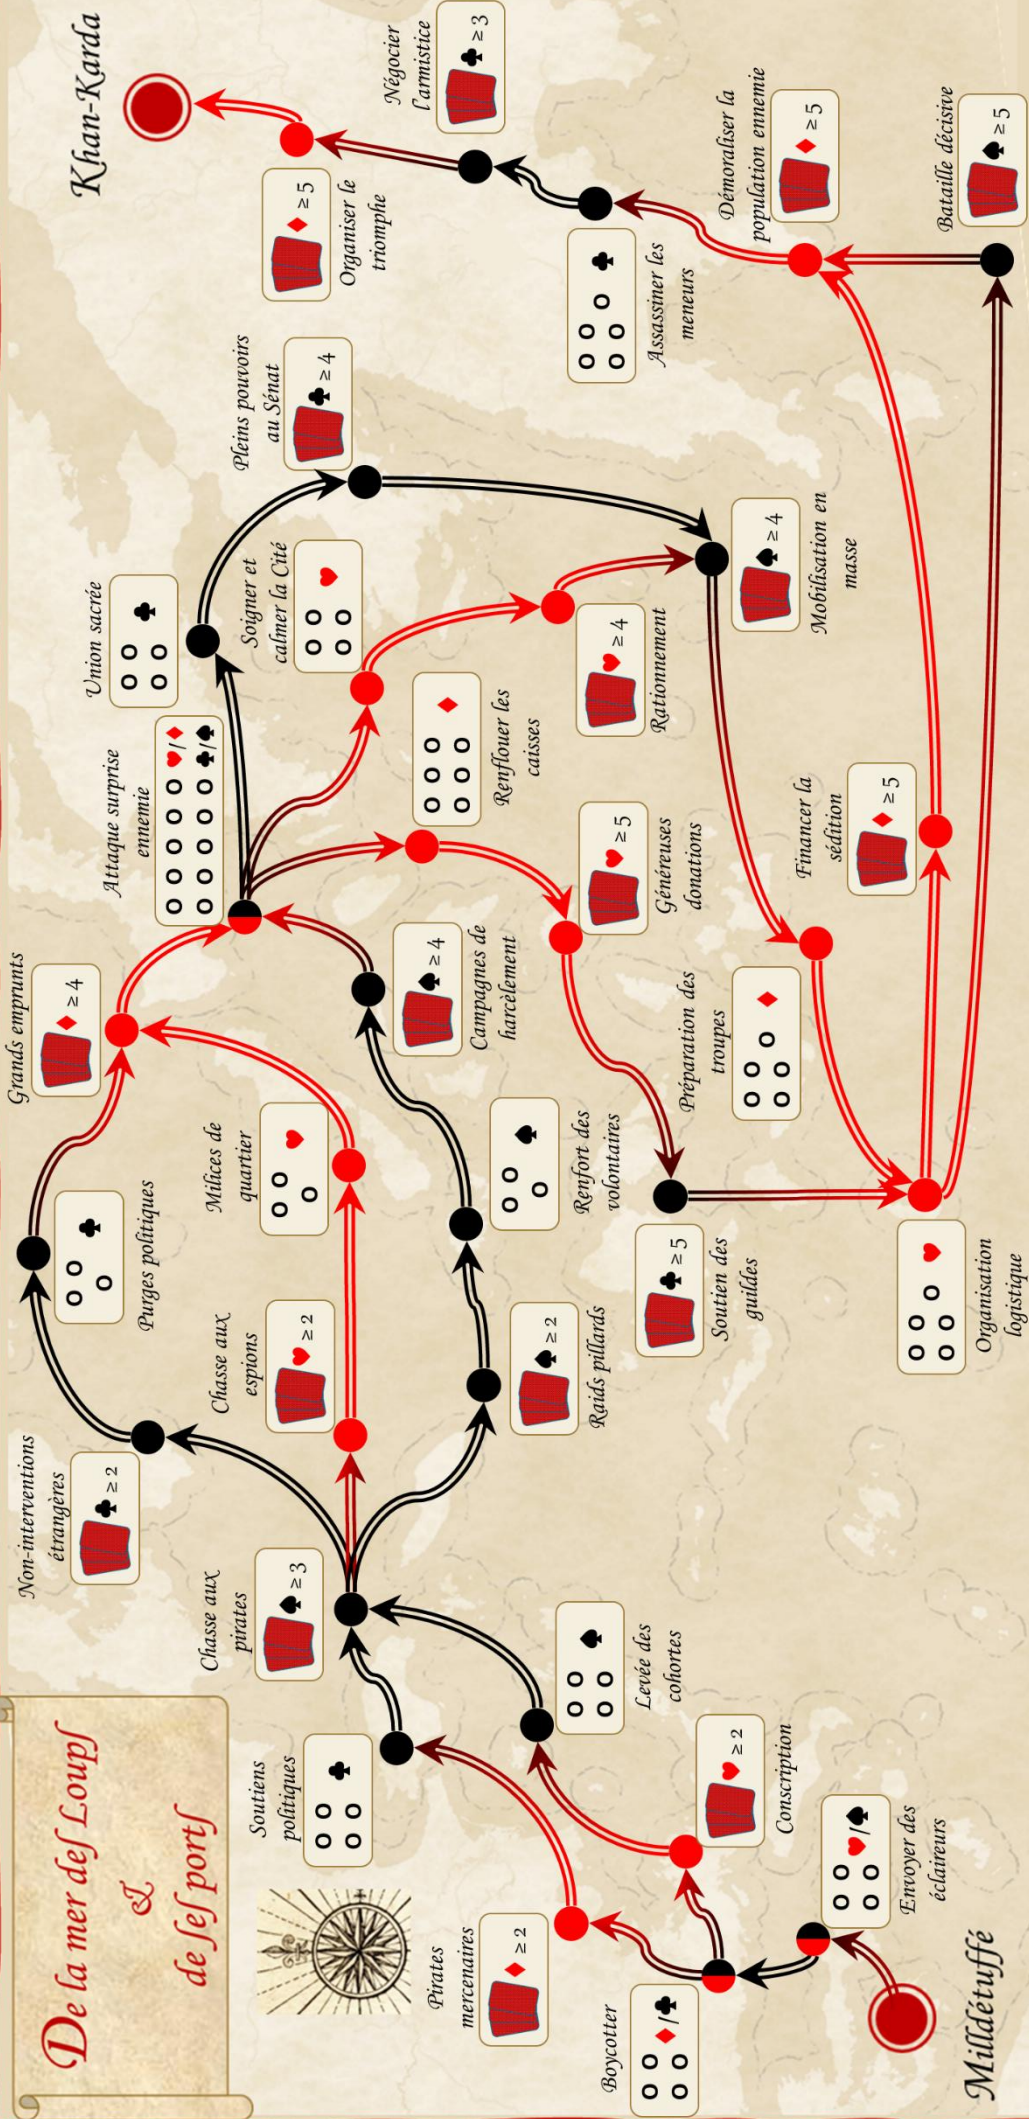 De la mer deſ Loupſ
&
de ſeſ portſ
Milldétuffé
Envoyer des
éclaireurs
♥/♠
Boycotter
♦/♣
Pirates
mercenaires
♦ ≥ 2
Conscription
♥ ≥ 2
Soutiens
politiques
♣
Levée des
cohortes
♠
Chasse aux
pirates
♠ ≥ 3
Non-interventions
étrangères
♣ ≥ 2
Chasse aux
espions
♥ ≥ 2
Raids pillards
♠ ≥ 2
Purges politiques
♣
Milices de
quartier
♥
Renfort des
volontaires
♠
Grands emprunts
♦ ≥ 4
Campagnes de
harcèlement
♠ ≥ 4
Attaque surprise
ennemie
♥/♦
♣/♠
Union sacrée
♣
Soigner et
calmer la Cité
♥
Renflouer les
caisses
♦
Pleins pouvoirs
au Sénat
♣ ≥ 4
Rationnement
♥ ≥ 4
Généreuses
donations
♥ ≥ 5
Soutien des
guildes
♣ ≥ 5
Mobilisation en
masse
♠ ≥ 4
Préparation des
troupes
♦
Organisation
logistique
♥
Financer la
sédition
♦ ≥ 5
Bataille décisive
♠ ≥ 5
Démoraliser la
population ennemie
♦ ≥ 5
Assassiner les
meneurs
♣
Négocier
l'armistice
♣ ≥ 3
Organiser le
triomphe
♦ ≥ 5
Khan-Karda